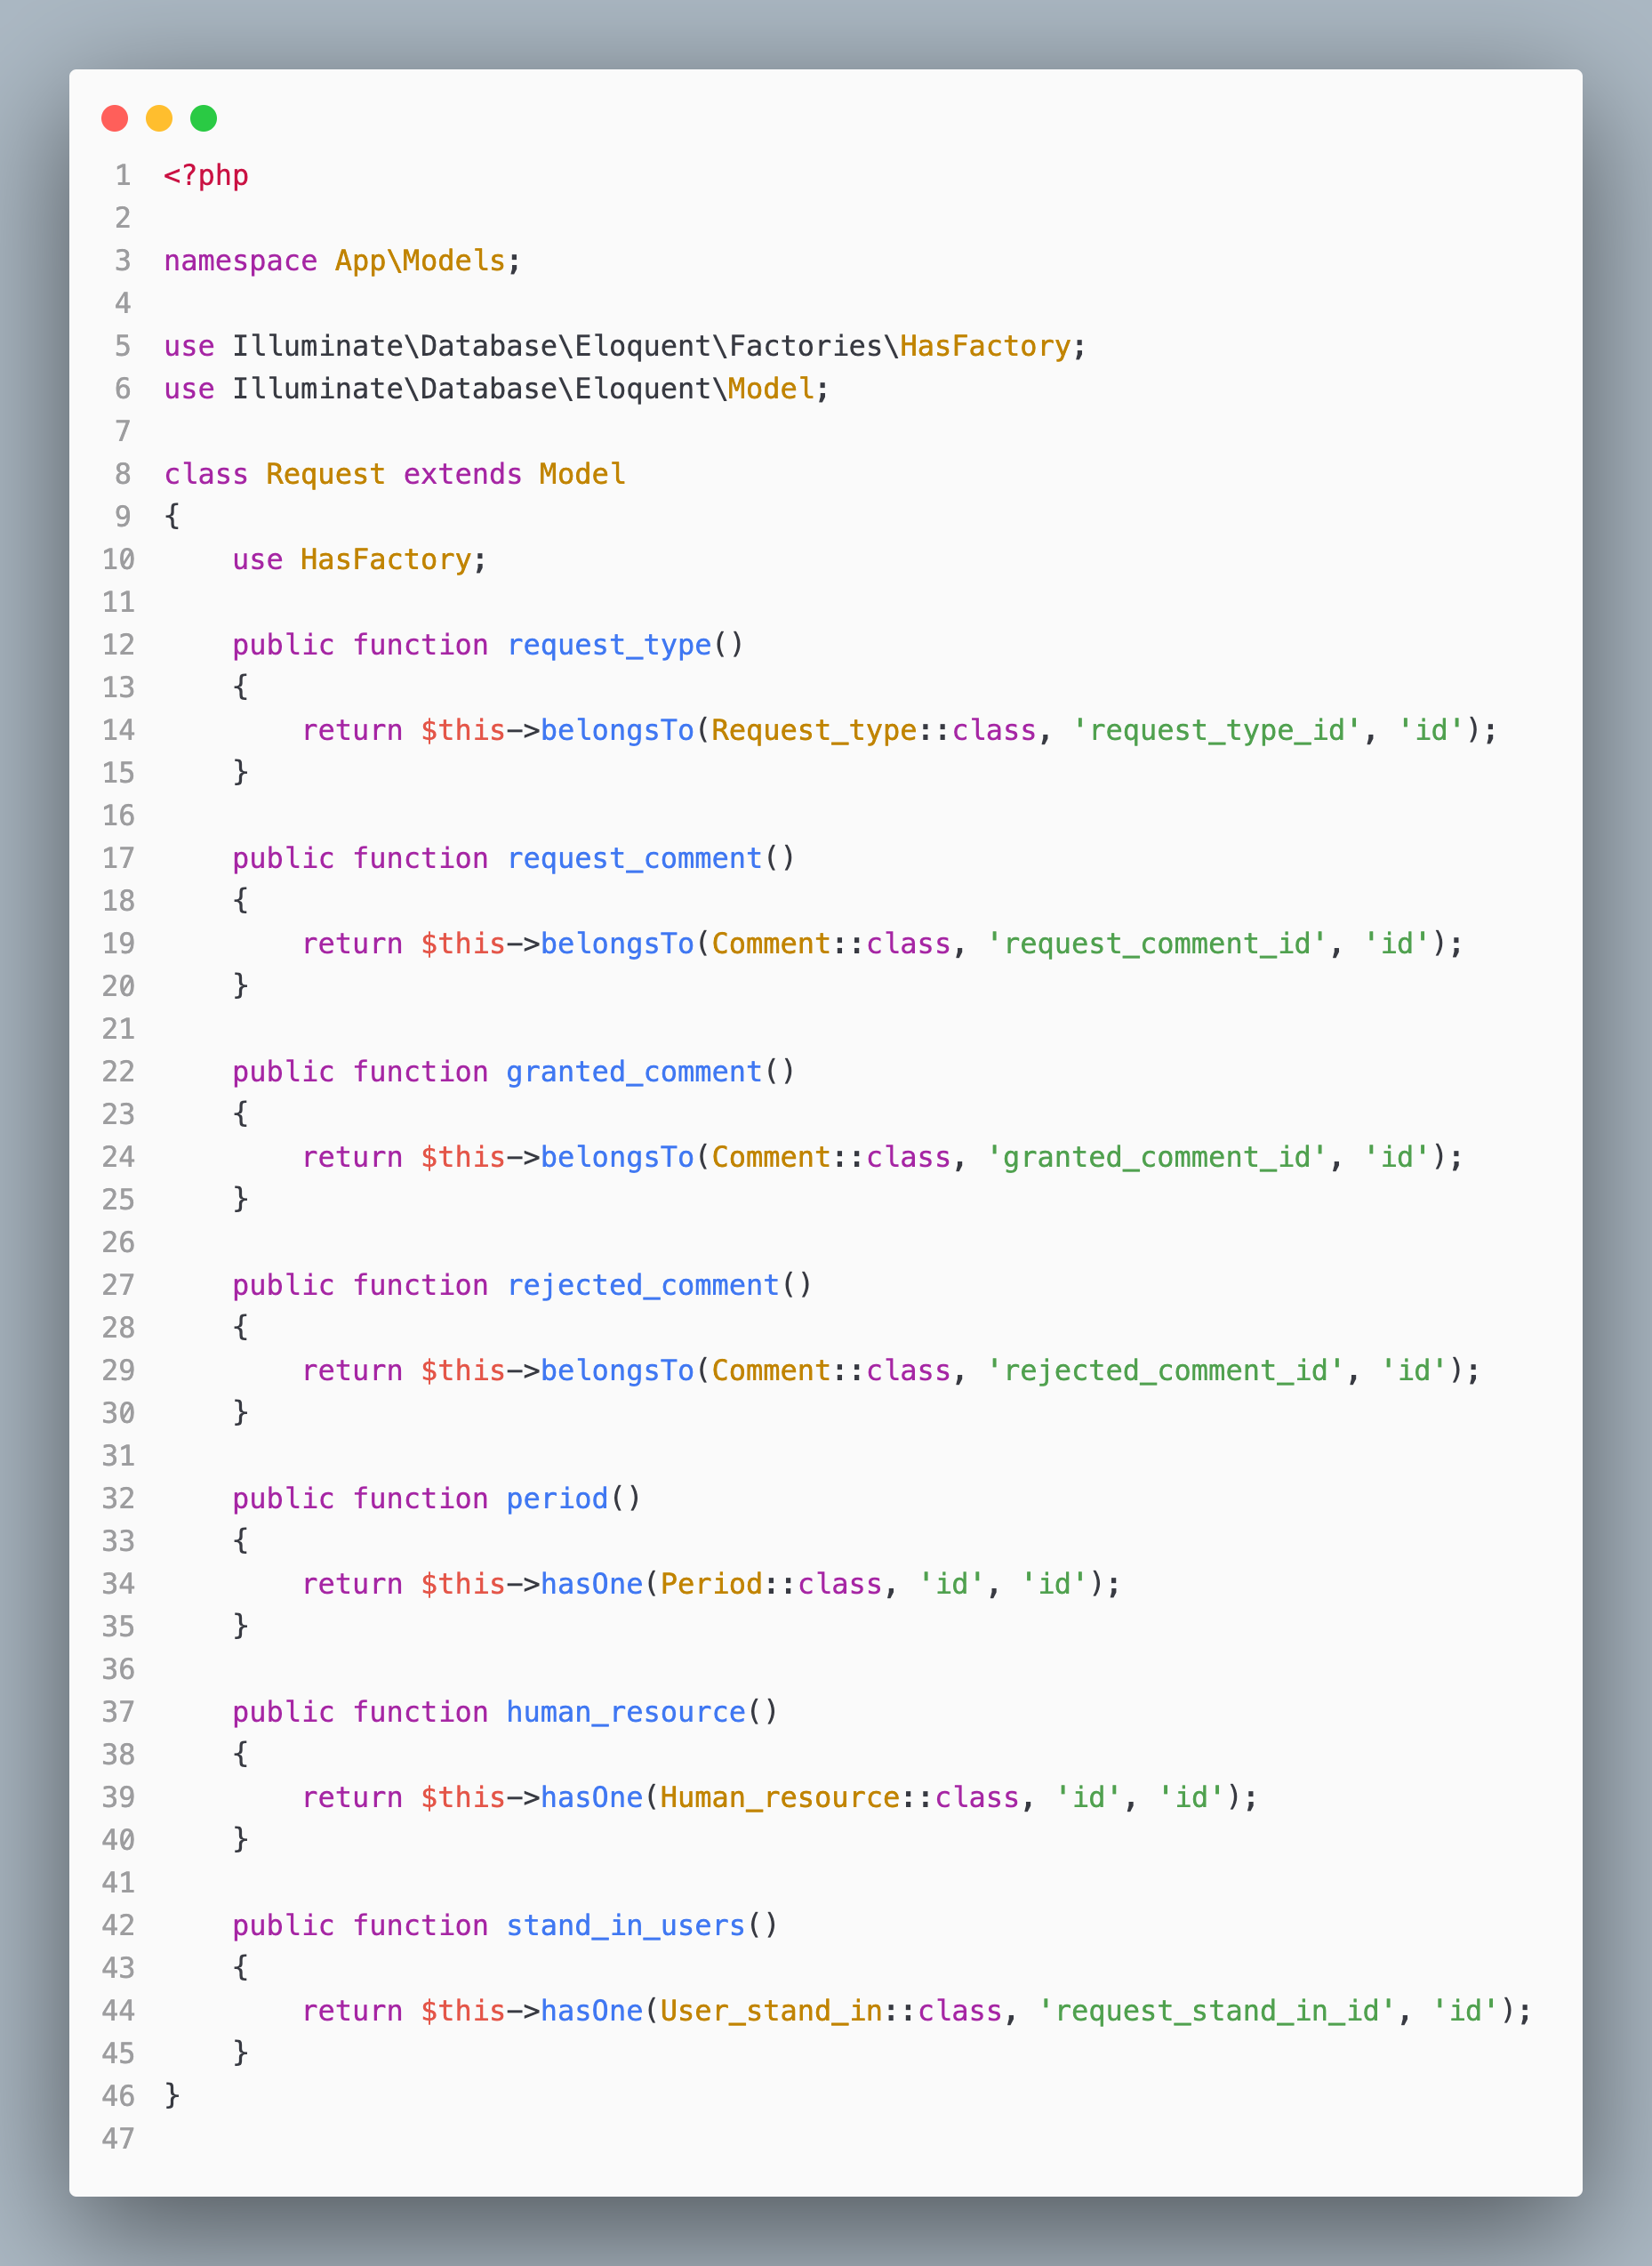 1 <?php
2
3 namespace App\Models;
4
5 use Illuminate\Database\Eloquent\Factories\HasFactory;
6 use Illuminate\Database\Eloquent\Model;
7
8 class Request extends Model
9 {
10     use HasFactory;
11
12     public function request_type()
13     {
14         return $this->belongsTo(Request_type::class, 'request_type_id', 'id');
15     }
16
17     public function request_comment()
18     {
19         return $this->belongsTo(Comment::class, 'request_comment_id', 'id');
20     }
21
22     public function granted_comment()
23     {
24         return $this->belongsTo(Comment::class, 'granted_comment_id', 'id');
25     }
26
27     public function rejected_comment()
28     {
29         return $this->belongsTo(Comment::class, 'rejected_comment_id', 'id');
30     }
31
32     public function period()
33     {
34         return $this->hasOne(Period::class, 'id', 'id');
35     }
36
37     public function human_resource()
38     {
39         return $this->hasOne(Human_resource::class, 'id', 'id');
40     }
41
42     public function stand_in_users()
43     {
44         return $this->hasOne(User_stand_in::class, 'request_stand_in_id', 'id');
45     }
46 }
47